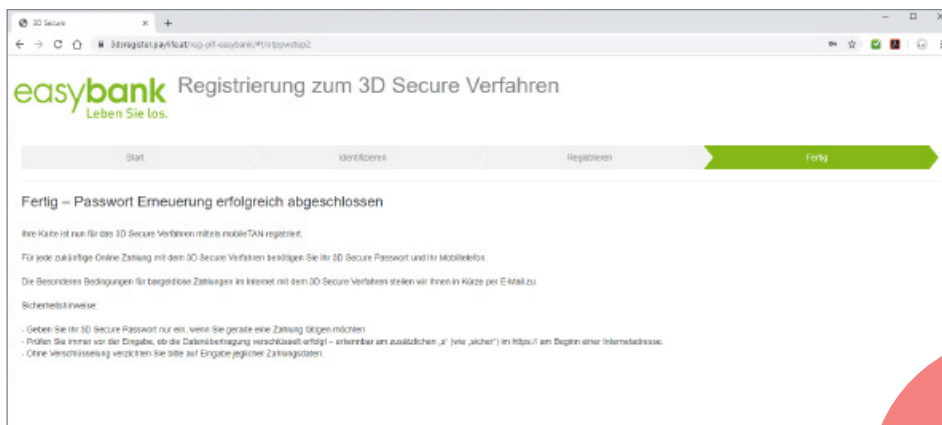 3D Secure
3dsregister.paylife.at/reg-prf-easybank/#!/otppwstep2
easybank Registrierung zum 3D Secure Verfahren
Leben Sie los.
Start Identifizieren Registrieren Fertig
Fertig – Passwort Erneuerung erfolgreich abgeschlossen
Ihre Karte ist nun für das 3D Secure Verfahren mittels mobileTAN registriert.
Für jede zukünftige Online Zahlung mit dem 3D Secure Verfahren benötigen Sie Ihr 3D Secure Passwort und Ihr Mobiltelefon.
Die Besonderen Bedingungen für bargeldlose Zahlungen im Internet mit dem 3D Secure Verfahren stellen wir Ihnen in Kürze per E-Mail zu.
Sicherheitshinweise:
- Geben Sie Ihr 3D Secure Passwort nur ein, wenn Sie gerade eine Zahlung tätigen möchten
- Prüfen Sie immer vor der Eingabe, ob die Datenübertragung verschlüsselt erfolgt – erkennbar am zusätzlichen „s“ (wie „sicher“) im https:// am Beginn einer Internetadresse.
- Ohne Verschlüsselung verzichten Sie bitte auf Eingabe jeglicher Zahlungsdaten.